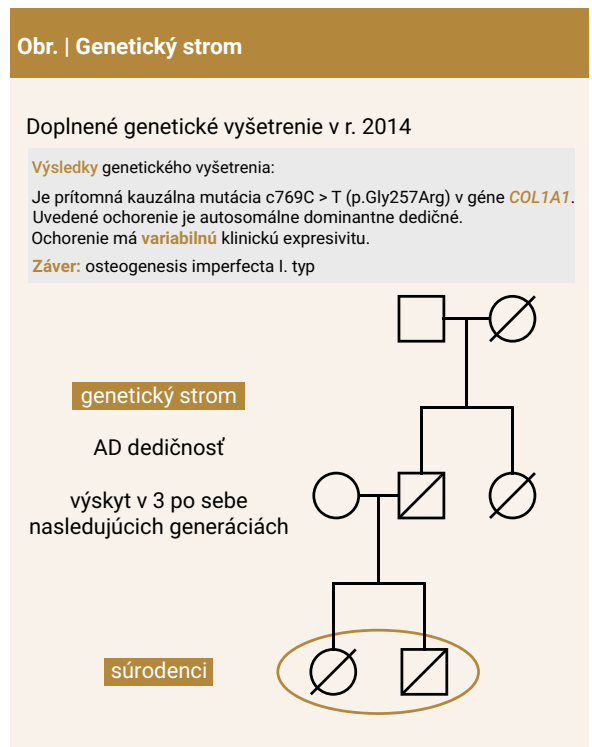 Obr. | Genetický strom
Doplnené genetické vyšetrenie v r. 2014
Výsledky genetického vyšetrenia:
Je prítomná kauzálna mutácia c769C > T (p.Gly257Arg) v géne COL1A1.
Uvedené ochorenie je autosomálne dominantne dedičné.
Ochorenie má variabilnú klinickú expresivitu.
Záver: osteogenesis imperfecta I. typ
genetický strom
AD dedičnosť
výskyt v 3 po sebe
nasledujúcich generáciách
súrodenci